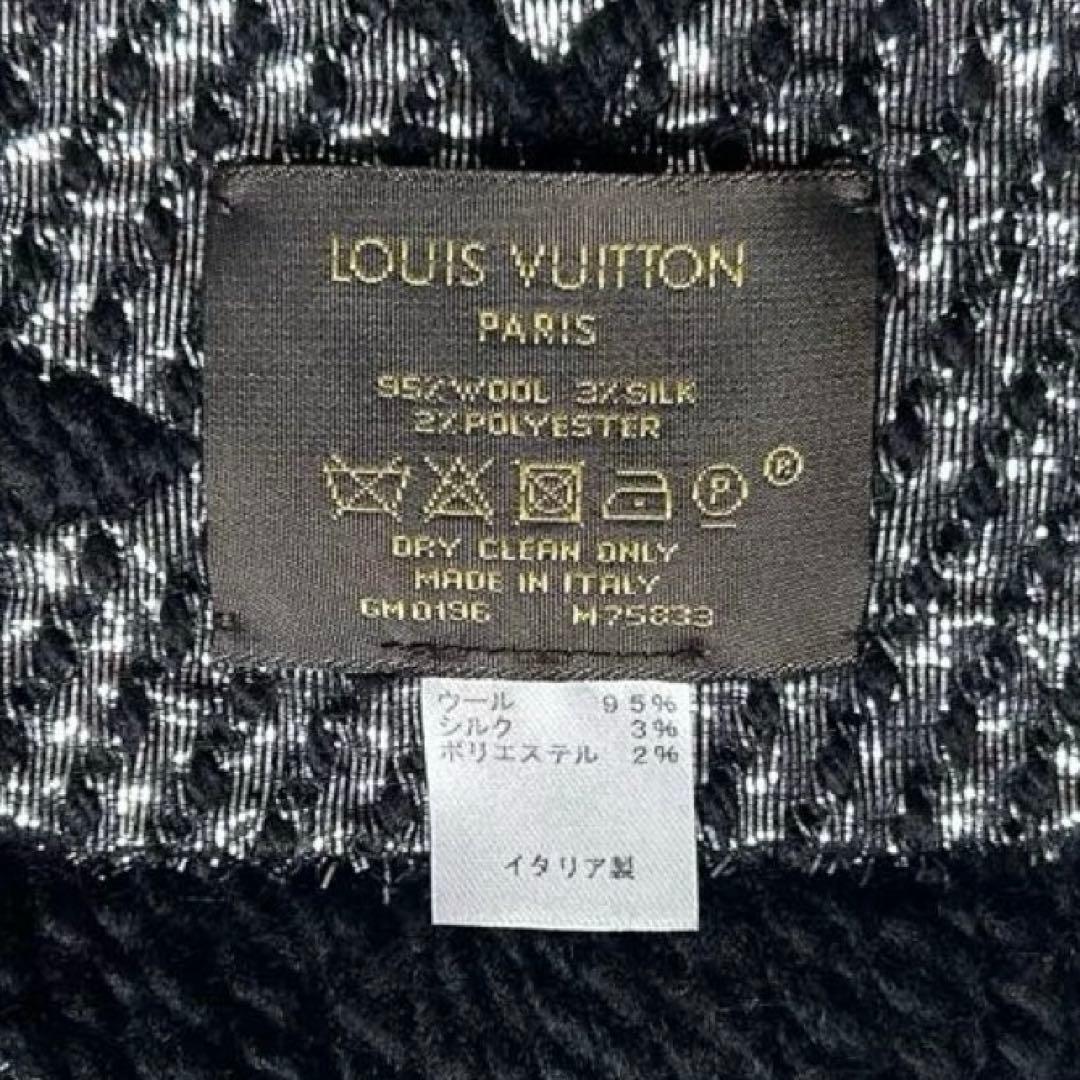 LOUIS VUITTON
PARIS
95% WOOL 3% SILK
2% POLYESTER
P
DRY CLEAN ONLY
MADE IN ITALY
GM0196 M75833
ウール 95%
シルク 3%
ポリエステル 2%
イタリア製